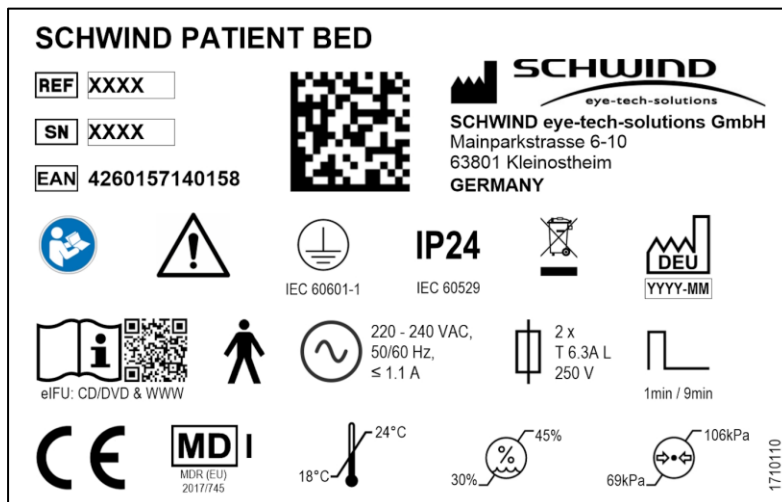 SCHWIND PATIENT BED
REF XXXX
SN XXXX
EAN 4260157140158
SCHWIND
eye-tech-solutions
SCHWIND eye-tech-solutions GmbH
Mainparkstrasse 6-10
63801 Kleinostheim
GERMANY
IEC 60601-1
IP24
IEC 60529
DEU
YYYY-MM
i
eIFU: CD/DVD & WWW
220 - 240 VAC,
50/60 Hz,
≤ 1.1 A
2 x
T 6.3A L
250 V
1min / 9min
CE
MD I
MDR (EU)
2017/745
18°C
24°C
30%
%
45%
69kPa
106kPa
1710110